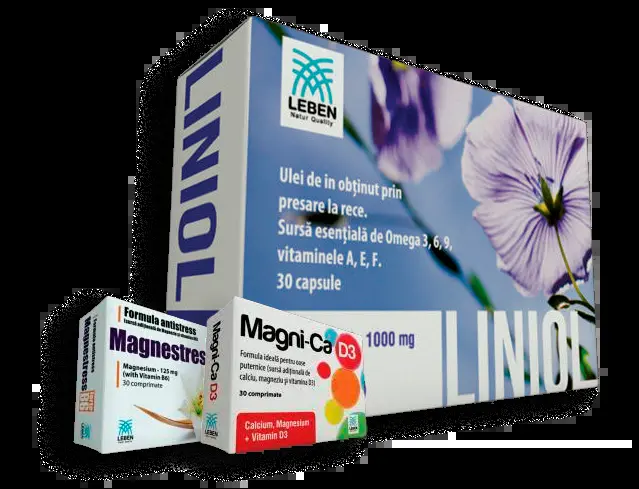 LINIOL
LEBEN
Natur Quality
Ulei de in obținut prin
presare la rece.
Sursă esențială de Omega 3, 6, 9,
vitaminele A, E, F.
30 capsule
1000 mg
LINIOL
Formula antistress
Magnestres
Magnesium - 125 mg
(with Vitamin B6)
30 comprimate
LEBEN
Magnestress
Magni-Ca D3
Magni-Ca D3
Formula ideală pentru oase
puternice (sursă adițională de
calciu, magneziu și vitamina D3)
30 comprimate
Calcium, Magnesium
+ Vitamin D3
LEBEN
LEBEN